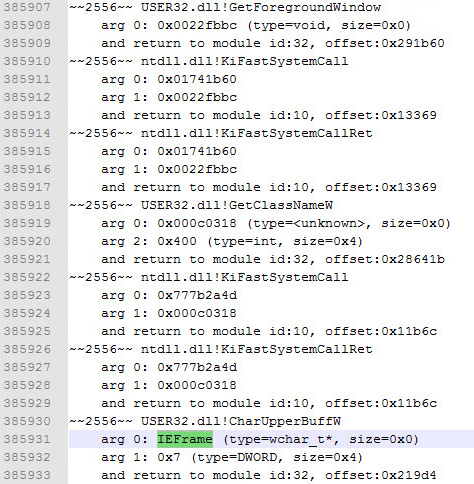 385907 ~~2556~~ USER32.dll!GetForegroundWindow
385908 arg 0: 0x0022fbbc (type=void, size=0x0)
385909 and return to module id:32, offset:0x291b60
385910 ~~2556~~ ntdll.dll!KiFastSystemCall
385911 arg 0: 0x01741b60
385912 arg 1: 0x0022fbbc
385913 and return to module id:10, offset:0x13369
385914 ~~2556~~ ntdll.dll!KiFastSystemCallRet
385915 arg 0: 0x01741b60
385916 arg 1: 0x0022fbbc
385917 and return to module id:10, offset:0x13369
385918 ~~2556~~ USER32.dll!GetClassNameW
385919 arg 0: 0x000c0318 (type=<unknown>, size=0x0)
385920 arg 2: 0x400 (type=int, size=0x4)
385921 and return to module id:32, offset:0x28641b
385922 ~~2556~~ ntdll.dll!KiFastSystemCall
385923 arg 0: 0x777b2a4d
385924 arg 1: 0x000c0318
385925 and return to module id:10, offset:0x11b6c
385926 ~~2556~~ ntdll.dll!KiFastSystemCallRet
385927 arg 0: 0x777b2a4d
385928 arg 1: 0x000c0318
385929 and return to module id:10, offset:0x11b6c
385930 ~~2556~~ USER32.dll!CharUpperBuffW
385931 arg 0: IEFrame (type=wchar_t*, size=0x0)
385932 arg 1: 0x7 (type=DWORD, size=0x4)
385933 and return to module id:32, offset:0x219d4